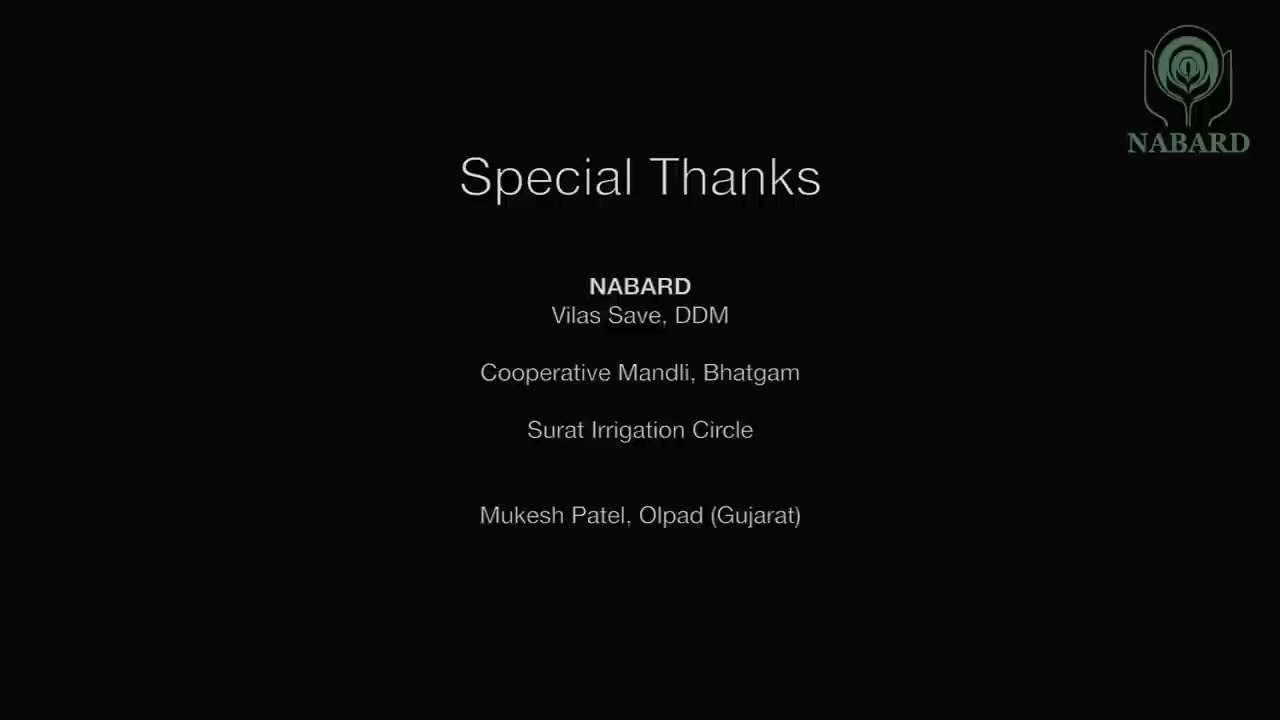 NABARD
Special Thanks
NABARD
Vilas Save, DDM
Cooperative Mandli, Bhatgam
Surat Irrigation Circle
Mukesh Patel, Olpad (Gujarat)